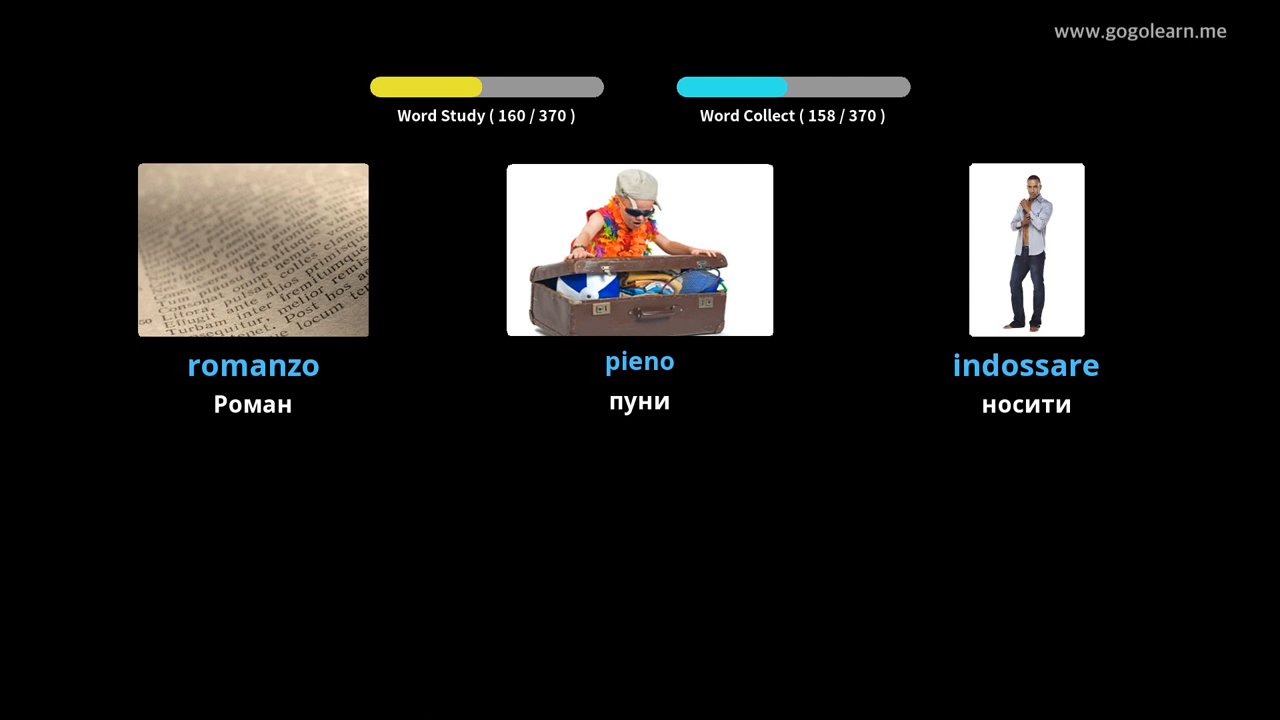 www.gogolearn.me
Word Study ( 160 / 370 )
Word Collect ( 158 / 370 )
romanzo
Роман
pieno
пуни
indossare
носити